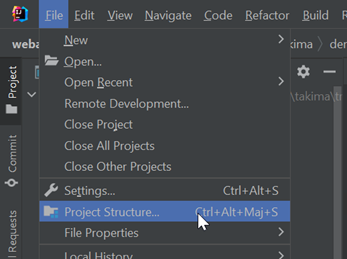 File Edit View Navigate Code Refactor Build
weba
kima
der
Project
New
Open...
\takima\tr
Open Recent
Remote Development...
Close Project
Close All Projects
Commit
Close Other Projects
Settings... Ctrl+Alt+S
Project Structure... Ctrl+Alt+Maj+S
Requests
File Properties
Local History